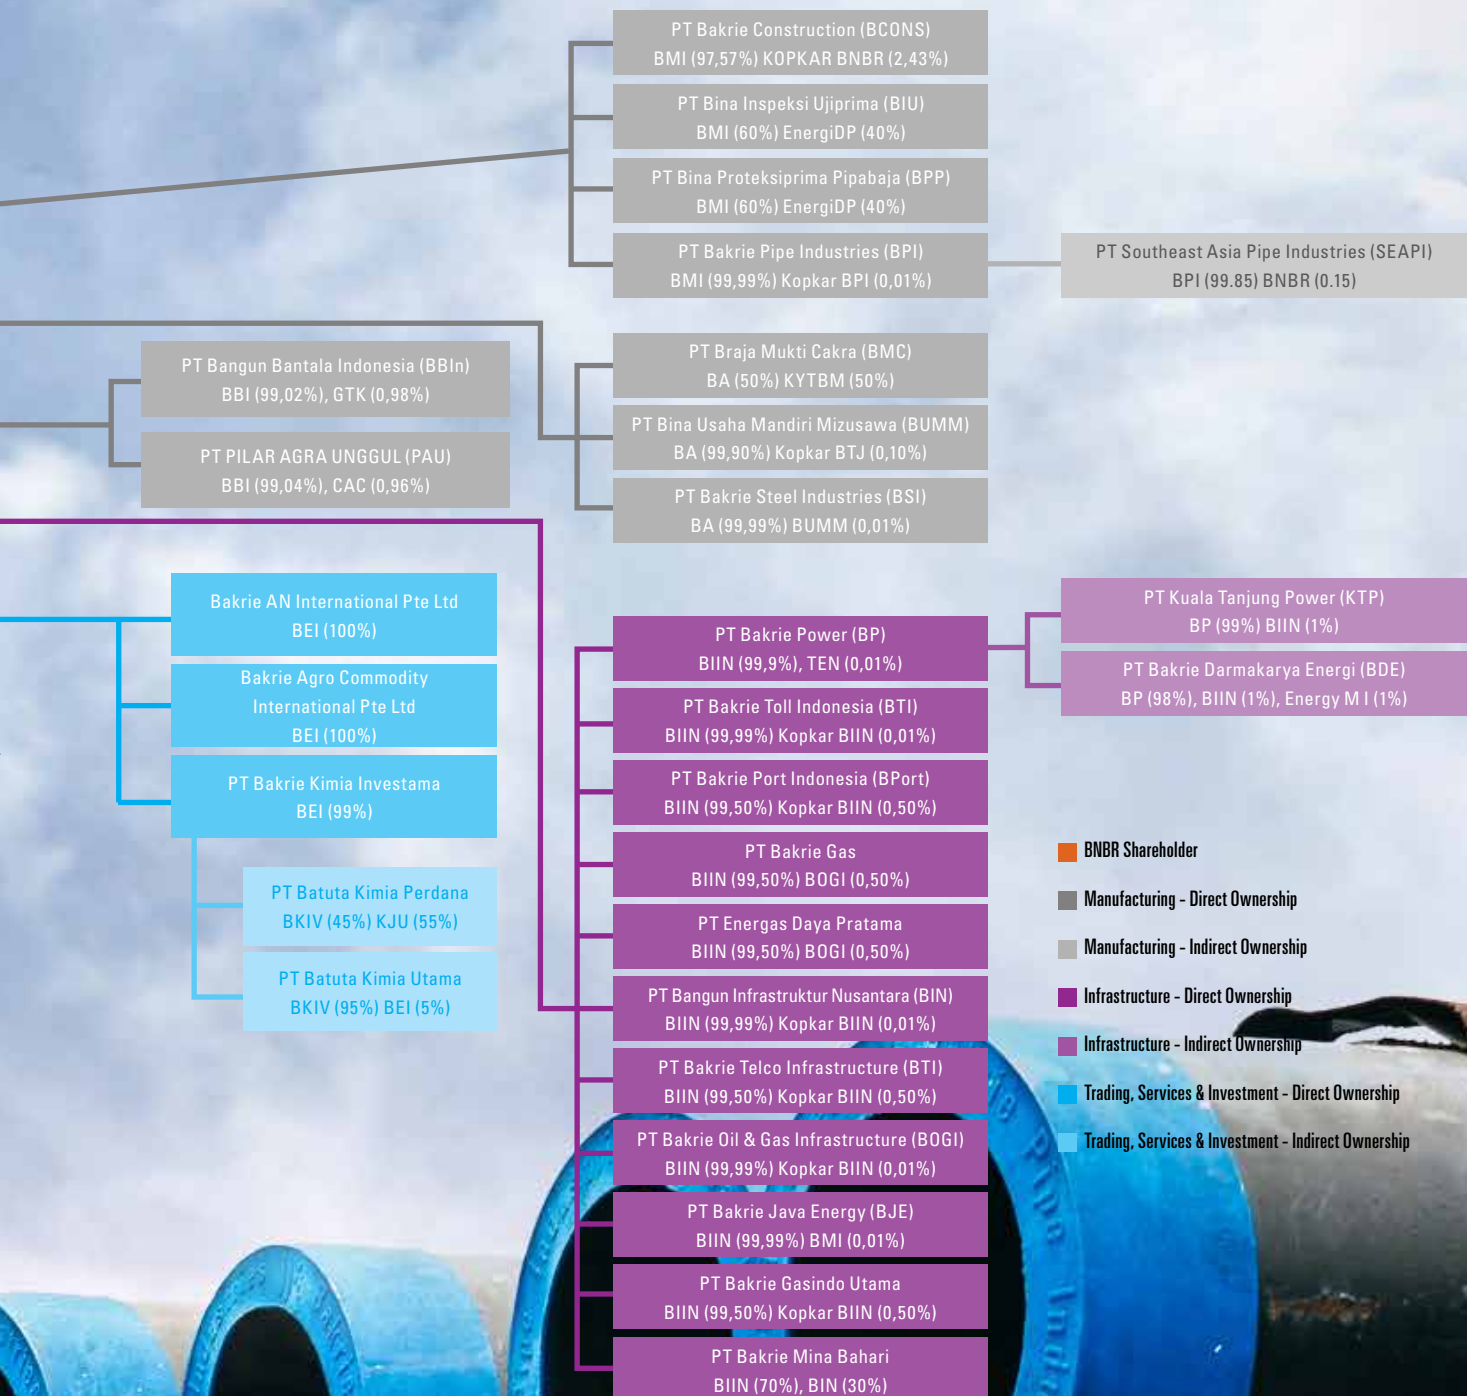 PT Bakrie Construction (BCONS)
BMI (97,57%) KOPKAR BNBR (2,43%)
PT Bina Inspeksi Ujiprima (BIU)
BMI (60%) EnergiDP (40%)
PT Bina Proteksiprima Pipabaja (BPP)
BMI (60%) EnergiDP (40%)
PT Bakrie Pipe Industries (BPI)
BMI (99,99%) Kopkar BPI (0,01%)
PT Southeast Asia Pipe Industries (SEAPI)
BPI (99.85) BNBR (0.15)
PT Bangun Bantala Indonesia (BBIn)
BBI (99,02%), GTK (0,98%)
PT PILAR AGRA UNGGUL (PAU)
BBI (99,04%), CAC (0,96%)
PT Braja Mukti Cakra (BMC)
BA (50%) KYTBM (50%)
PT Bina Usaha Mandiri Mizusawa (BUMM)
BA (99,90%) Kopkar BTJ (0,10%)
PT Bakrie Steel Industries (BSI)
BA (99,99%) BUMM (0,01%)
Bakrie AN International Pte Ltd
BEI (100%)
Bakrie Agro Commodity
International Pte Ltd
BEI (100%)
PT Bakrie Kimia Investama
BEI (99%)
PT Batuta Kimia Perdana
BKIV (45%) KJU (55%)
PT Batuta Kimia Utama
BKIV (95%) BEI (5%)
PT Bakrie Power (BP)
BIIN (99,9%), TEN (0,01%)
PT Bakrie Toll Indonesia (BTI)
BIIN (99,99%) Kopkar BIIN (0,01%)
PT Bakrie Port Indonesia (BPort)
BIIN (99,50%) Kopkar BIIN (0,50%)
PT Bakrie Gas
BIIN (99,50%) BOGI (0,50%)
PT Energas Daya Pratama
BIIN (99,50%) BOGI (0,50%)
PT Bangun Infrastruktur Nusantara (BIN)
BIIN (99,99%) Kopkar BIIN (0,01%)
PT Bakrie Telco Infrastructure (BTI)
BIIN (99,50%) Kopkar BIIN (0,50%)
PT Bakrie Oil & Gas Infrastructure (BOGI)
BIIN (99,99%) Kopkar BIIN (0,01%)
PT Bakrie Java Energy (BJE)
BIIN (99,99%) BMI (0,01%)
PT Bakrie Gasindo Utama
BIIN (99,50%) Kopkar BIIN (0,50%)
PT Bakrie Mina Bahari
BIIN (70%), BIN (30%)
PT Kuala Tanjung Power (KTP)
BP (99%) BIIN (1%)
PT Bakrie Darmakarya Energi (BDE)
BP (98%), BIIN (1%), Energy M I (1%)
BNBR Shareholder
Manufacturing - Direct Ownership
Manufacturing - Indirect Ownership
Infrastructure - Direct Ownership
Infrastructure - Indirect Ownership
Trading, Services & Investment - Direct Ownership
Trading, Services & Investment - Indirect Ownership